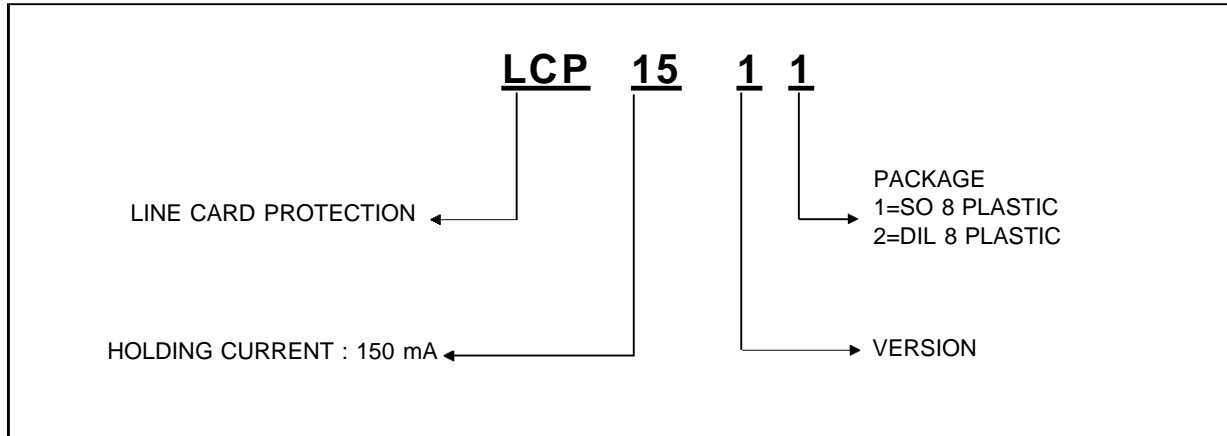 LCP 15 1 1
PACKAGE
1=SO 8 PLASTIC
2=DIL 8 PLASTIC
LINE CARD PROTECTION
HOLDING CURRENT : 150 mA
VERSION